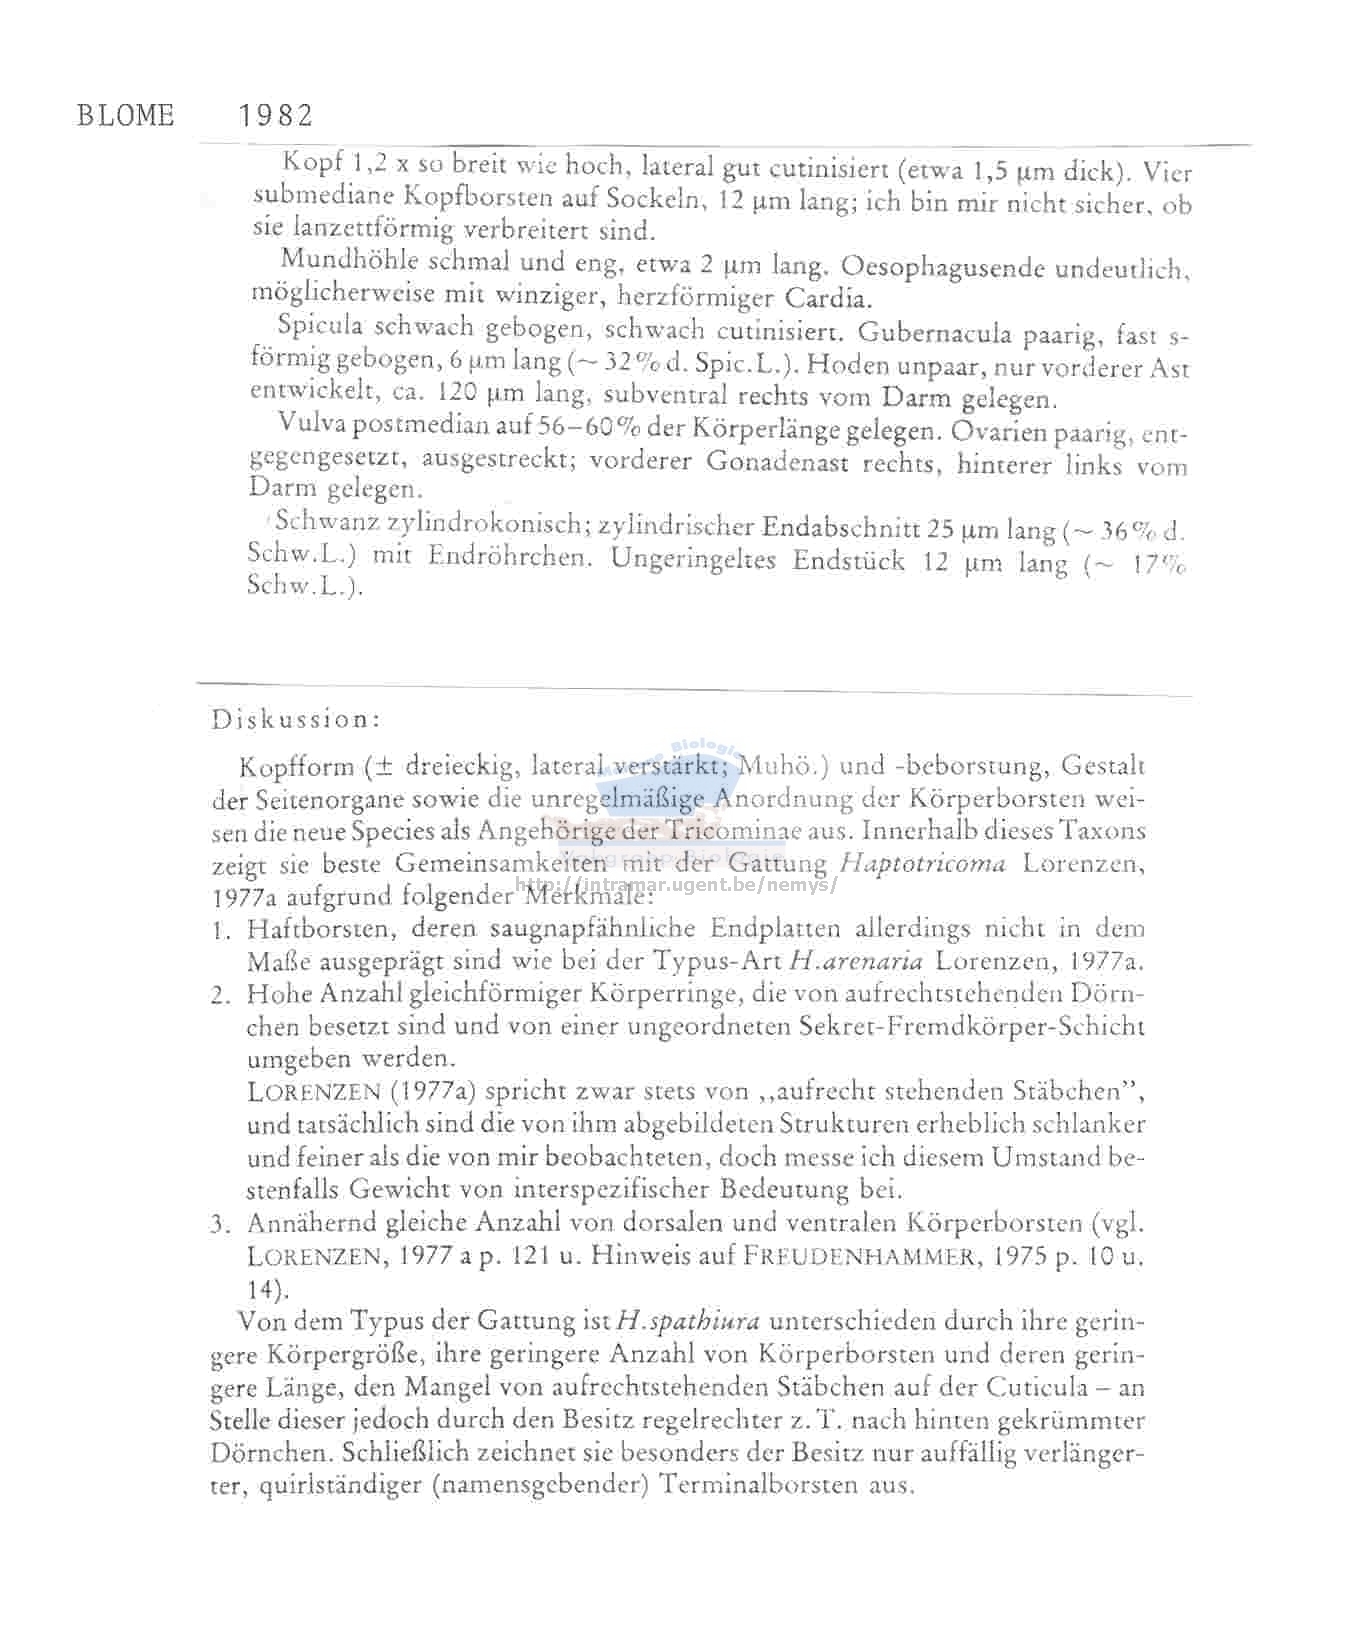 BLOME 1982
Kopf 1,2 x so breit wie hoch, lateral gut cutinisiert (etwa 1,5 µm dick). Vier
submediane Kopfborsten auf Sockeln, 12 µm lang; ich bin mir nicht sicher, ob
sie lanzettförmig verbreitert sind.
Mundhöhle schmal und eng, etwa 2 µm lang. Oesophagusende undeutlich,
möglicherweise mit winziger, herzförmiger Cardia.
Spicula schwach gebogen, schwach cutinisiert. Gubernacula paarig, fast s-
förmig gebogen, 6 µm lang (~ 32% d. Spic.L.). Hoden unpaar, nur vorderer Ast
entwickelt, ca. 120 µm lang, subventral rechts vom Darm gelegen.
Vulva postmedian auf 56–60% der Körperlänge gelegen. Ovarien paarig, ent-
gegengesetzt, ausgestreckt; vorderer Gonadenast rechts, hinterer links vom
Darm gelegen.
Schwanz zylindrokonisch; zylindrischer Endabschnitt 25 µm lang (~ 36% d.
Schw.L.) mit Endröhrchen. Ungeringeltes Endstück 12 µm lang (~ 17%
Schw.L.).
Diskussion:
Kopfform (± dreieckig, lateral verstärkt; Muhö.) und -beborstung, Gestalt
der Seitenorgane sowie die unregelmäßige Anordnung der Körperborsten wei-
sen die neue Species als Angehörige der Tricominae aus. Innerhalb dieses Taxons
zeigt sie beste Gemeinsamkeiten mit der Gattung Haptotricoma Lorenzen,
1977a aufgrund folgender Merkmale:
http://intramar.ugent.be/nemys/
1. Haftborsten, deren saugnapfähnliche Endplatten allerdings nicht in dem
Maße ausgeprägt sind wie bei der Typus-Art H.arenaria Lorenzen, 1977a.
2. Hohe Anzahl gleichförmiger Körperringe, die von aufrechtstehenden Dörn-
chen besetzt sind und von einer ungeordneten Sekret-Fremdkörper-Schicht
umgeben werden.
LORENZEN (1977a) spricht zwar stets von ,,aufrecht stehenden Stäbchen”,
und tatsächlich sind die von ihm abgebildeten Strukturen erheblich schlanker
und feiner als die von mir beobachteten, doch messe ich diesem Umstand be-
stenfalls Gewicht von interspezifischer Bedeutung bei.
3. Annähernd gleiche Anzahl von dorsalen und ventralen Körperborsten (vgl.
LORENZEN, 1977 a p. 121 u. Hinweis auf FREUDENHAMMER, 1975 p. 10 u.
14).
Von dem Typus der Gattung ist H.spathiura unterschieden durch ihre gerin-
gere Körpergröße, ihre geringere Anzahl von Körperborsten und deren gerin-
gere Länge, den Mangel von aufrechtstehenden Stäbchen auf der Cuticula – an
Stelle dieser jedoch durch den Besitz regelrechter z. T. nach hinten gekrümmter
Dörnchen. Schließlich zeichnet sie besonders der Besitz nur auffällig verlänger-
ter, quirlständiger (namensgebender) Terminalborsten aus.